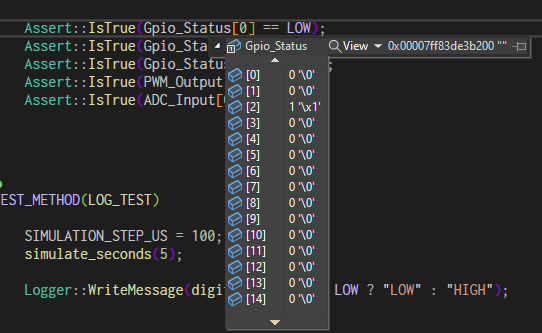 Assert::IsTrue(Gpio_Status[0] == LOW);
Assert::IsTrue(Gpio_Sta
Gpio_Status View 0x00007ff83de3b200 ""
Assert::IsTrue(Gpio_Status
[0] 0 '\0'
Assert::IsTrue(PWM_Output
[1] 0 '\0'
Assert::IsTrue(ADC_Input[
[2] 1 '\x1'
[3] 0 '\0'
[4] 0 '\0'
[5] 0 '\0'
[6] 0 '\0'
[7] 0 '\0'
EST_METHOD(LOG_TEST)
[8] 0 '\0'
[9] 0 '\0'
SIMULATION_STEP_US = 100;
[10] 0 '\0'
simulate_seconds(5);
[11] 0 '\0'
[12] 0 '\0'
Logger::WriteMessage(digi LOW ? "LOW" : "HIGH");
[13] 0 '\0'
[14] 0 '\0'